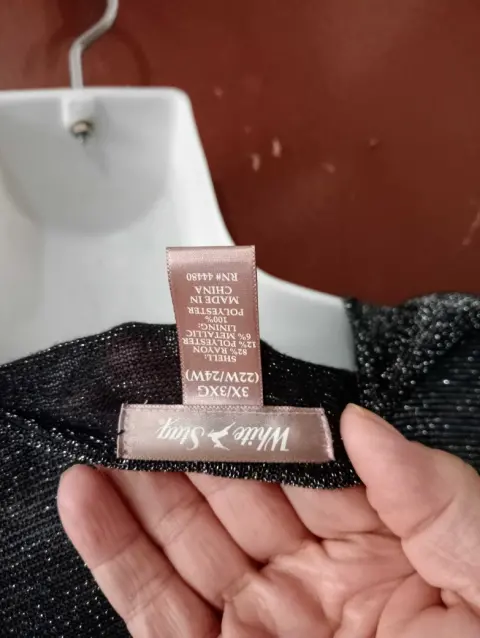 White Stag
3X/3XG
(22W/24W)
SHELL:
82% RAYON
12% POLYESTER
6% METALLIC
LINING:
100%
POLYESTER
MADE IN
CHINA
RN# 44480